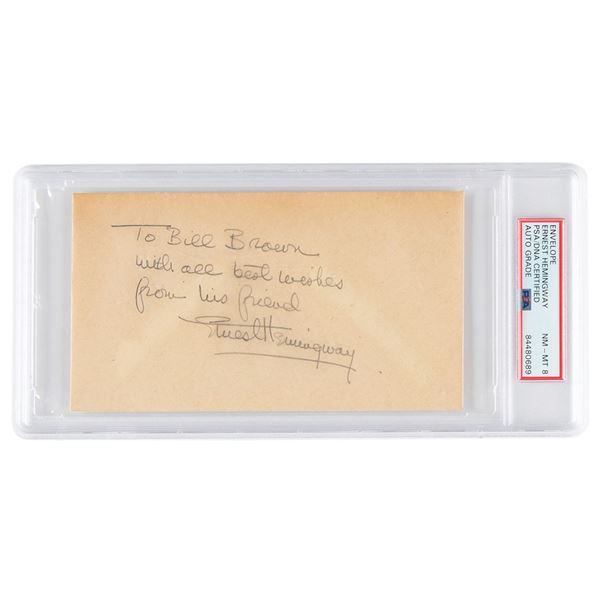 To Bill Brown
with all best wishes
from his friend
Ernest Hemingway
ENVELOPE
ERNEST HEMINGWAY
PSA/DNA CERTIFIED
AUTO GRADE
PSA
NM - MT 8
84480689